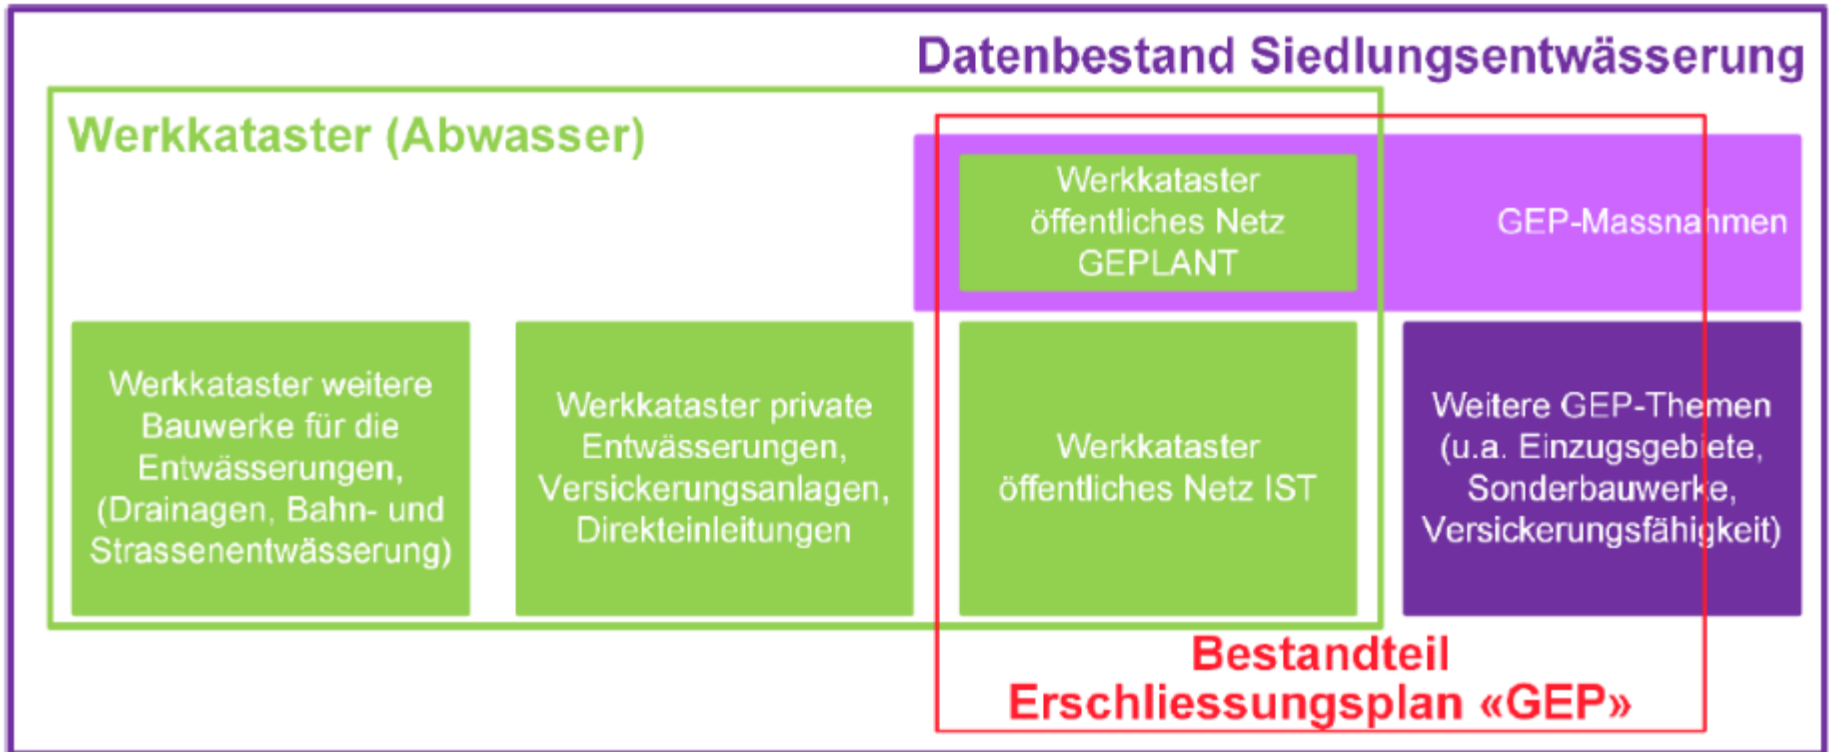 Datenbestand Siedlungsentwässerung
Werkkataster (Abwasser)
Werkkataster
öffentliches Netz
GEPLANT
GEP-Massnahmen
Werkkataster weitere
Bauwerke für die
Entwässerungen,
(Drainagen, Bahn- und
Strassenentwässerung)
Werkkataster private
Entwässerungen,
Versickerungsanlagen,
Direkteinleitungen
Werkkataster
öffentliches Netz IST
Weitere GEP-Themen
(u.a. Einzugsgebiete,
Sonderbauwerke,
Versickerungsfähigkeit)
Bestandteil
Erschliessungsplan «GEP»